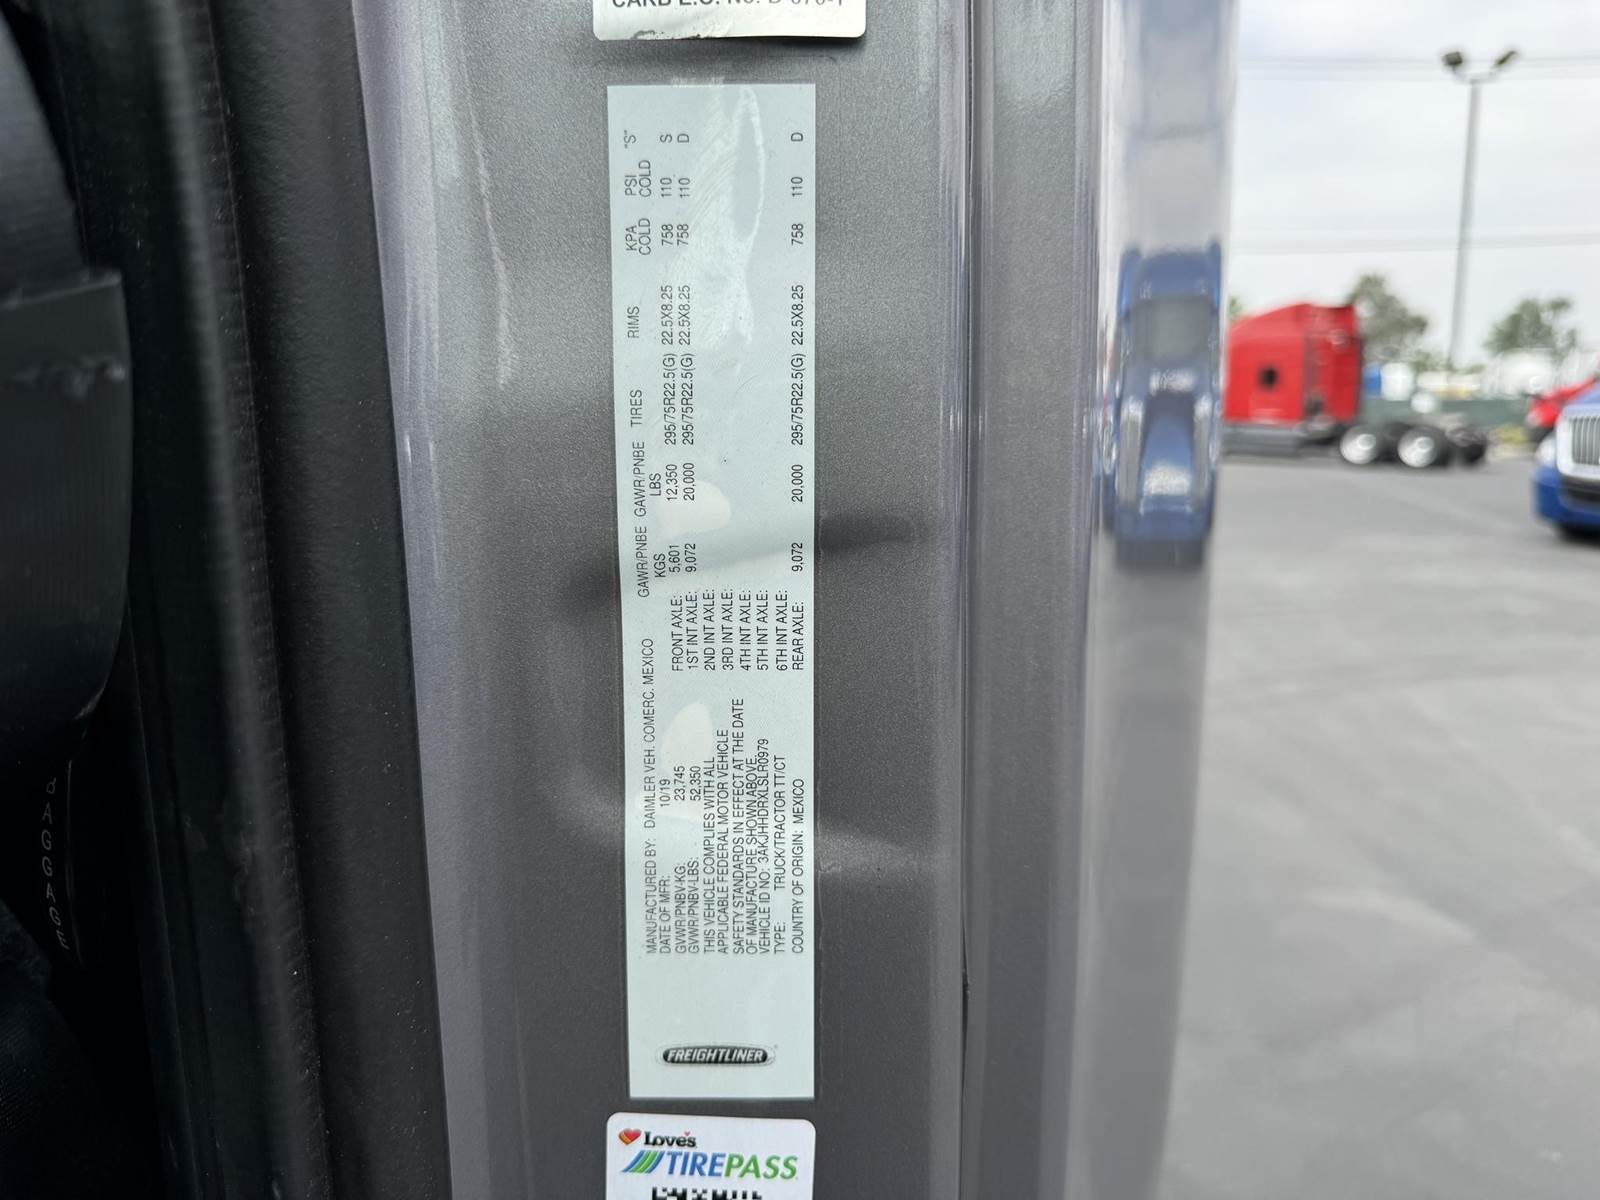 CARB E.O. No. D-676-1
GAWR/PNBE GAWR/PNBE TIRES RIMS KPA PSI "S"
KGS LBS COLD COLD
MANUFACTURED BY: DAIMLER VEH. COMERC. MEXICO
DATE OF MFR: 10/19
GVWR/PNBV-KG: 23,745
GVWR/PNBV-LBS: 52,350
THIS VEHICLE COMPLIES WITH ALL
APPLICABLE FEDERAL MOTOR VEHICLE
SAFETY STANDARDS IN EFFECT AT THE DATE
OF MANUFACTURE SHOWN ABOVE.
VEHICLE ID NO: 3AKJHHDRXLSLR0979
TYPE: TRUCK/TRACTOR TT/CT
COUNTRY OF ORIGIN: MEXICO
FRONT AXLE: 5,601 12,350 295/75R22.5(G) 22.5X8.25 758 110 S
1ST INT AXLE: 9,072 20,000 295/75R22.5(G) 22.5X8.25 758 110 D
2ND INT AXLE:
3RD INT AXLE:
4TH INT AXLE:
5TH INT AXLE:
6TH INT AXLE:
REAR AXLE: 9,072 20,000 295/75R22.5(G) 22.5X8.25 758 110 D
FREIGHTLINER
Love's
TIREPASS